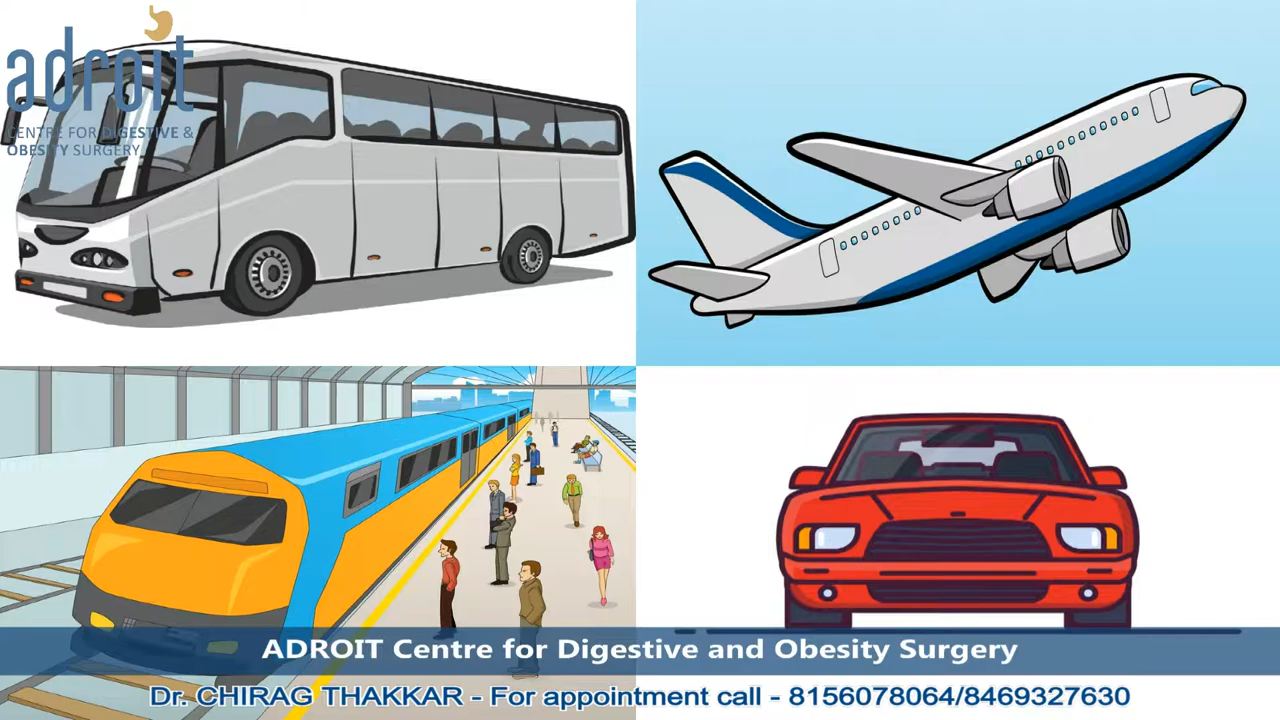 adroit
CENTRE FOR DIGESTIVE &
OBESITY SURGERY
ADROIT Centre for Digestive and Obesity Surgery
Dr. CHIRAG THAKKAR - For appointment call - 8156078064/8469327630